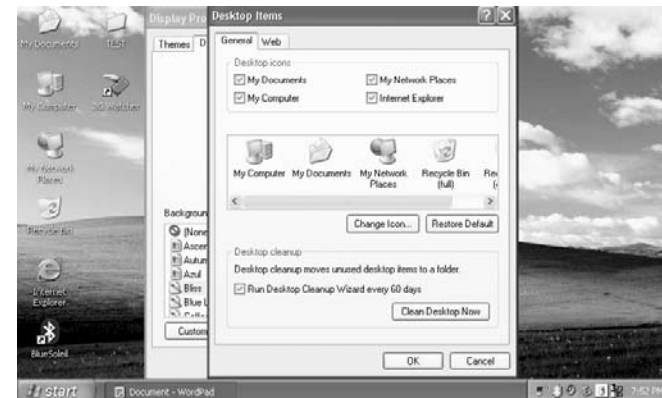 My Documents
TEST
My Computer
My Network
Places
Recycle Bin
Internet
Explorer
BlueSoleil
Display Pro
Themes
D
Backgroun
(None
Ascen
Autun
Azul
Bliss
Blue L
Custom
Desktop Items
General
Web
Desktop icons
My Documents
My Network Places
My Computer
Internet Explorer
My Computer
My Documents
My Network
Places
Recycle Bin
(full)
Change Icon...
Restore Default
Desktop cleanup
Desktop cleanup moves unused desktop items to a folder.
Run Desktop Cleanup Wizard every 60 days
Clean Desktop Now
OK
Cancel
start
Document - WordPad
7:52 PM